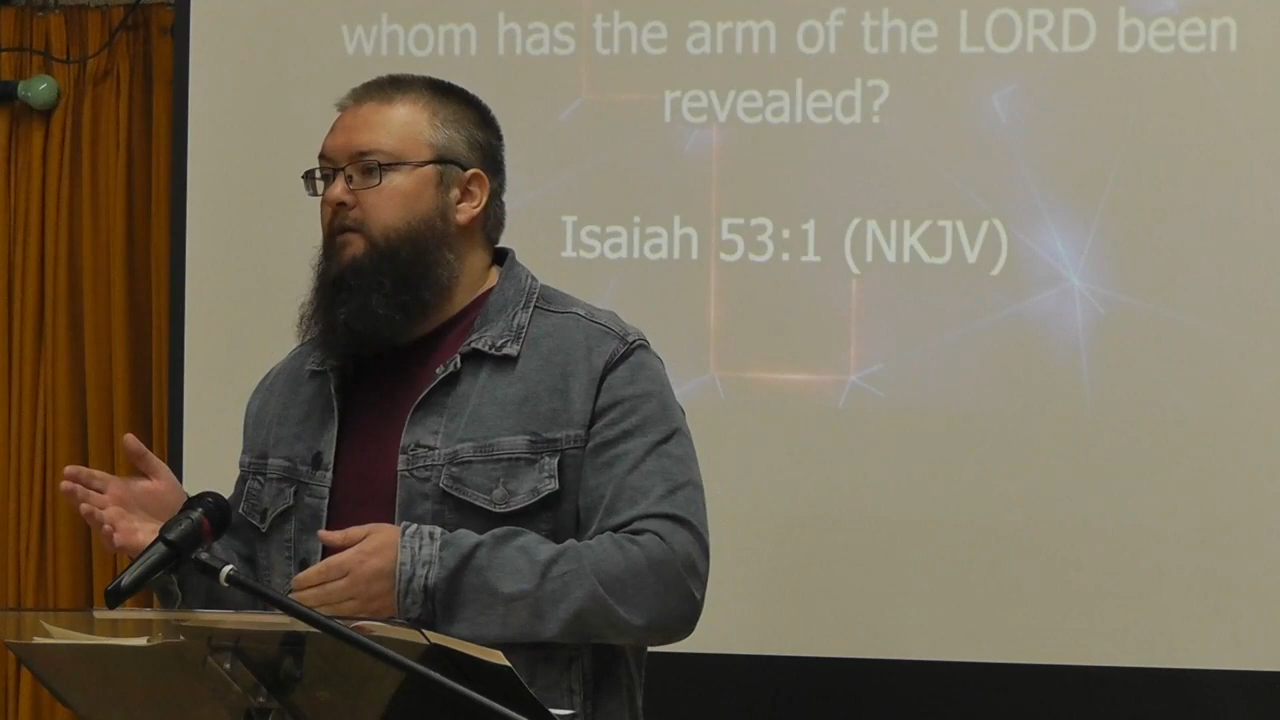 whom has the arm of the LORD been
revealed?
Isaiah 53:1 (NKJV)